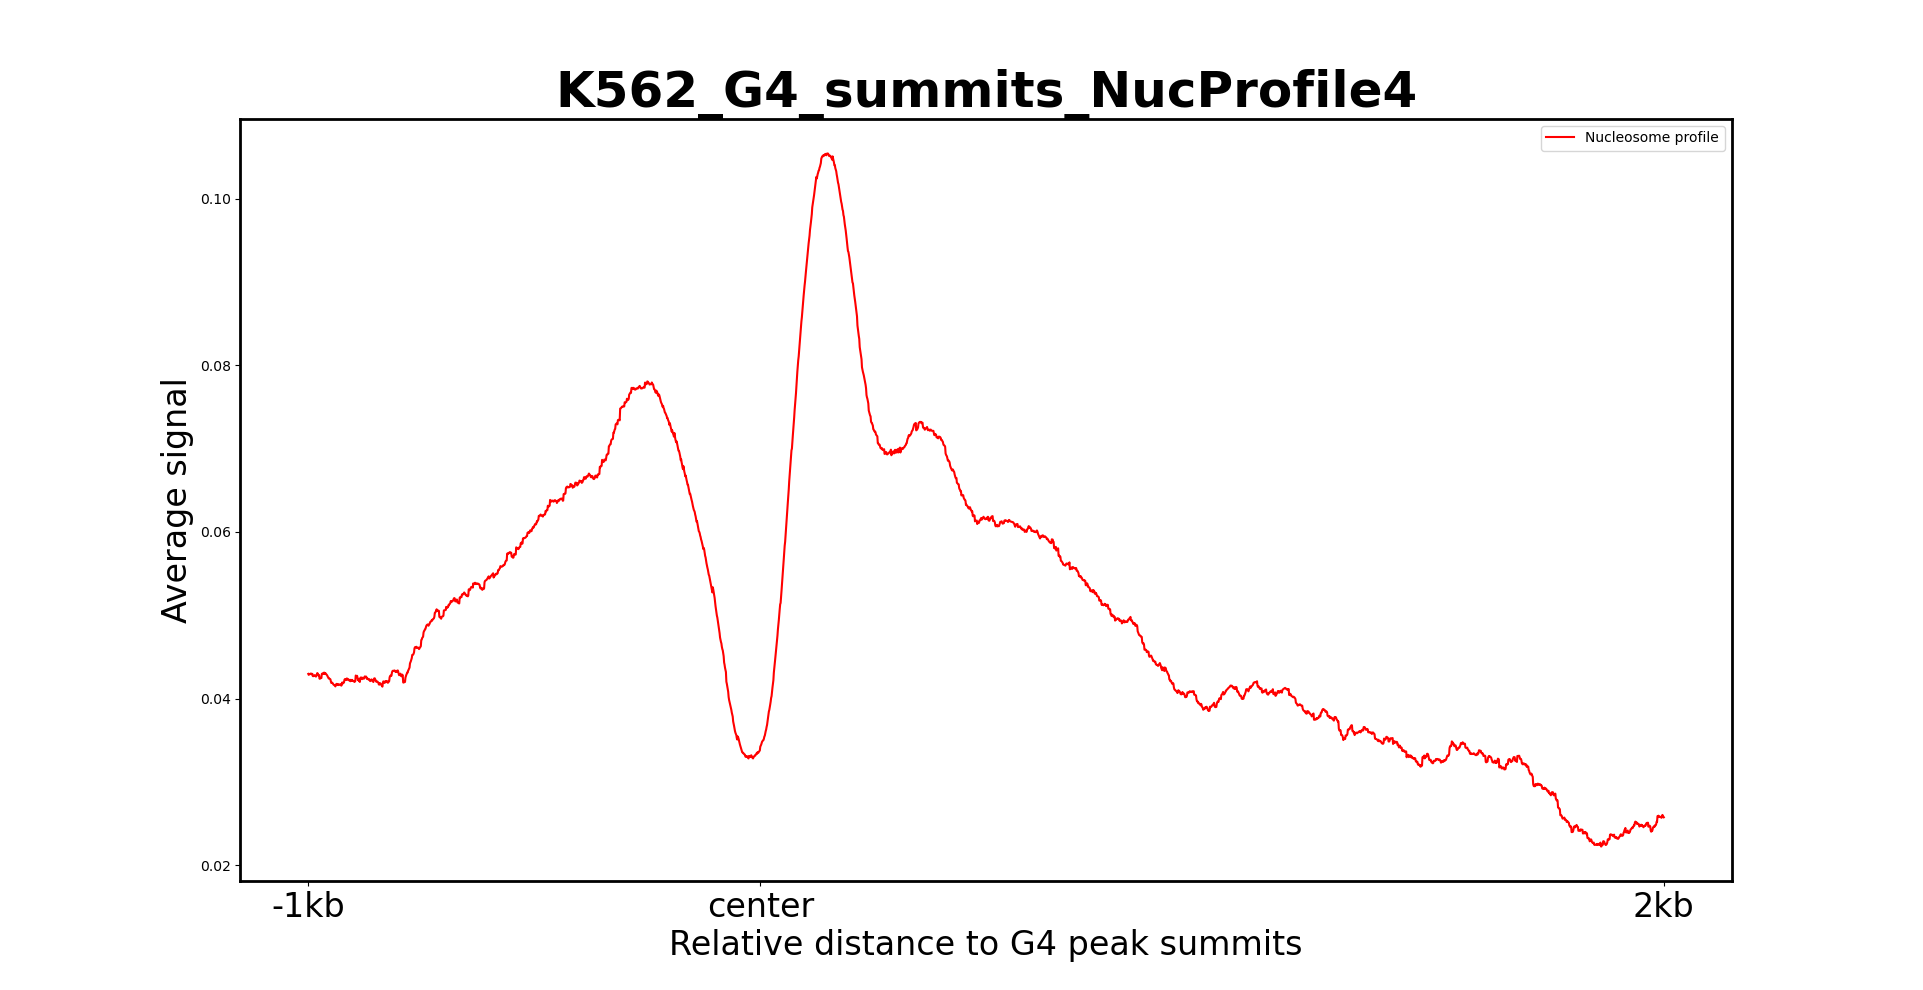 K562_G4_summits_NucProfile4
Nucleosome profile
0.10
0.08
0.06
0.04
0.02
Average signal
-1kb center 2kb
Relative distance to G4 peak summits